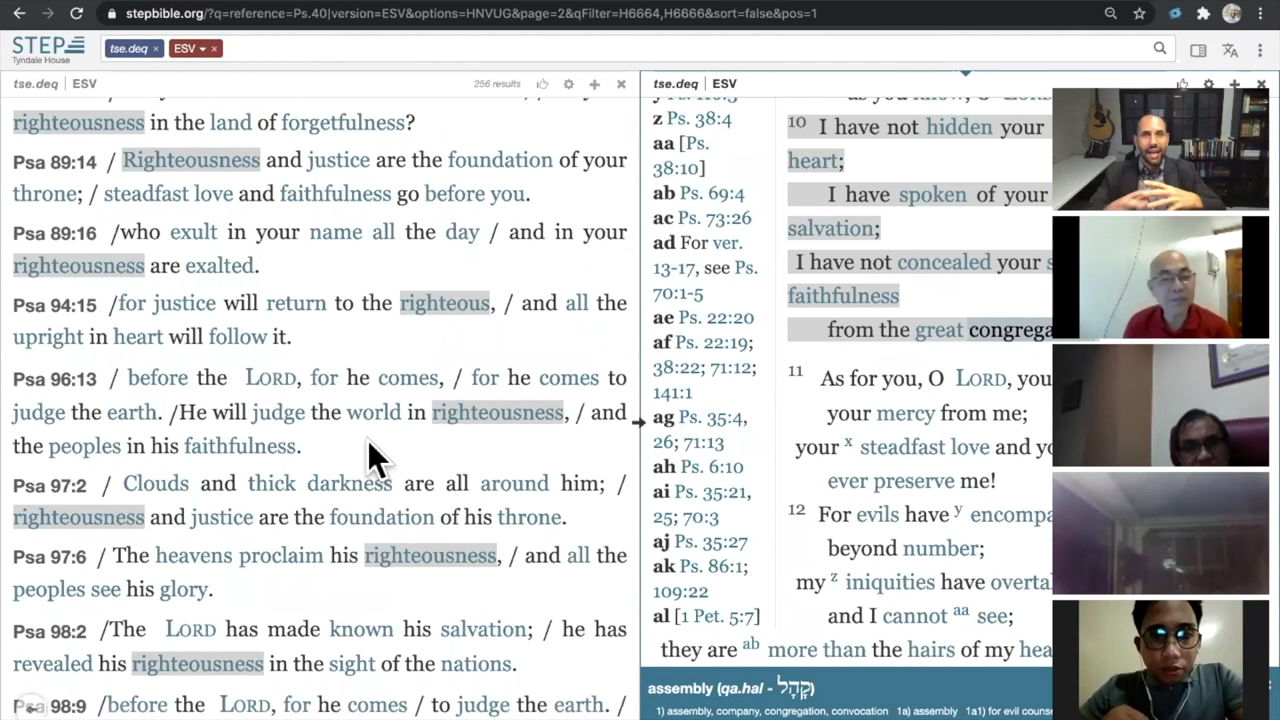 stepbible.org/?q=reference=Ps.40|version=ESV&options=HNVUG&page=2&qFilter=H6664,H6666&sort=false&pos=1
STEP
Tyndale House
tse.deq ×
ESV ×
tse.deq | ESV
256 results
righteousness in the land of forgetfulness?
Psa 89:14 / Righteousness and justice are the foundation of your
throne; / steadfast love and faithfulness go before you.
Psa 89:16 /who exult in your name all the day / and in your
righteousness are exalted.
Psa 94:15 /for justice will return to the righteous, / and all the
upright in heart will follow it.
Psa 96:13 / before the LORD, for he comes, / for he comes to
judge the earth. /He will judge the world in righteousness, / and
the peoples in his faithfulness.
Psa 97:2 / Clouds and thick darkness are all around him; /
righteousness and justice are the foundation of his throne.
Psa 97:6 / The heavens proclaim his righteousness, / and all the
peoples see his glory.
Psa 98:2 /The LORD has made known his salvation; / he has
revealed his righteousness in the sight of the nations.
Psa 98:9 /before the LORD, for he comes / to judge the earth. /
tse.deq | ESV
z Ps. 38:4
aa [Ps.
38:10]
ab Ps. 69:4
ac Ps. 73:26
ad For ver.
13-17, see Ps.
70:1-5
ae Ps. 22:20
af Ps. 22:19;
38:22; 71:12;
141:1
ag Ps. 35:4,
26; 71:13
ah Ps. 6:10
ai Ps. 35:21,
25; 70:3
aj Ps. 35:27
ak Ps. 86:1;
109:22
al [1 Pet. 5:7]
as you know, O LORD
10 I have not hidden your
heart;
I have spoken of your
salvation;
I have not concealed your s
faithfulness
from the great congrega
11 As for you, O LORD, you
your mercy from me;
your x steadfast love and yo
ever preserve me!
12 For evils have y encompa
beyond number;
my z iniquities have overta
and I cannot aa see;
they are ab more than the hairs of my hea
assembly (qa.hal - קָהָל)
1) assembly, company, congregation, convocation 1a) assembly 1a1) for evil couns